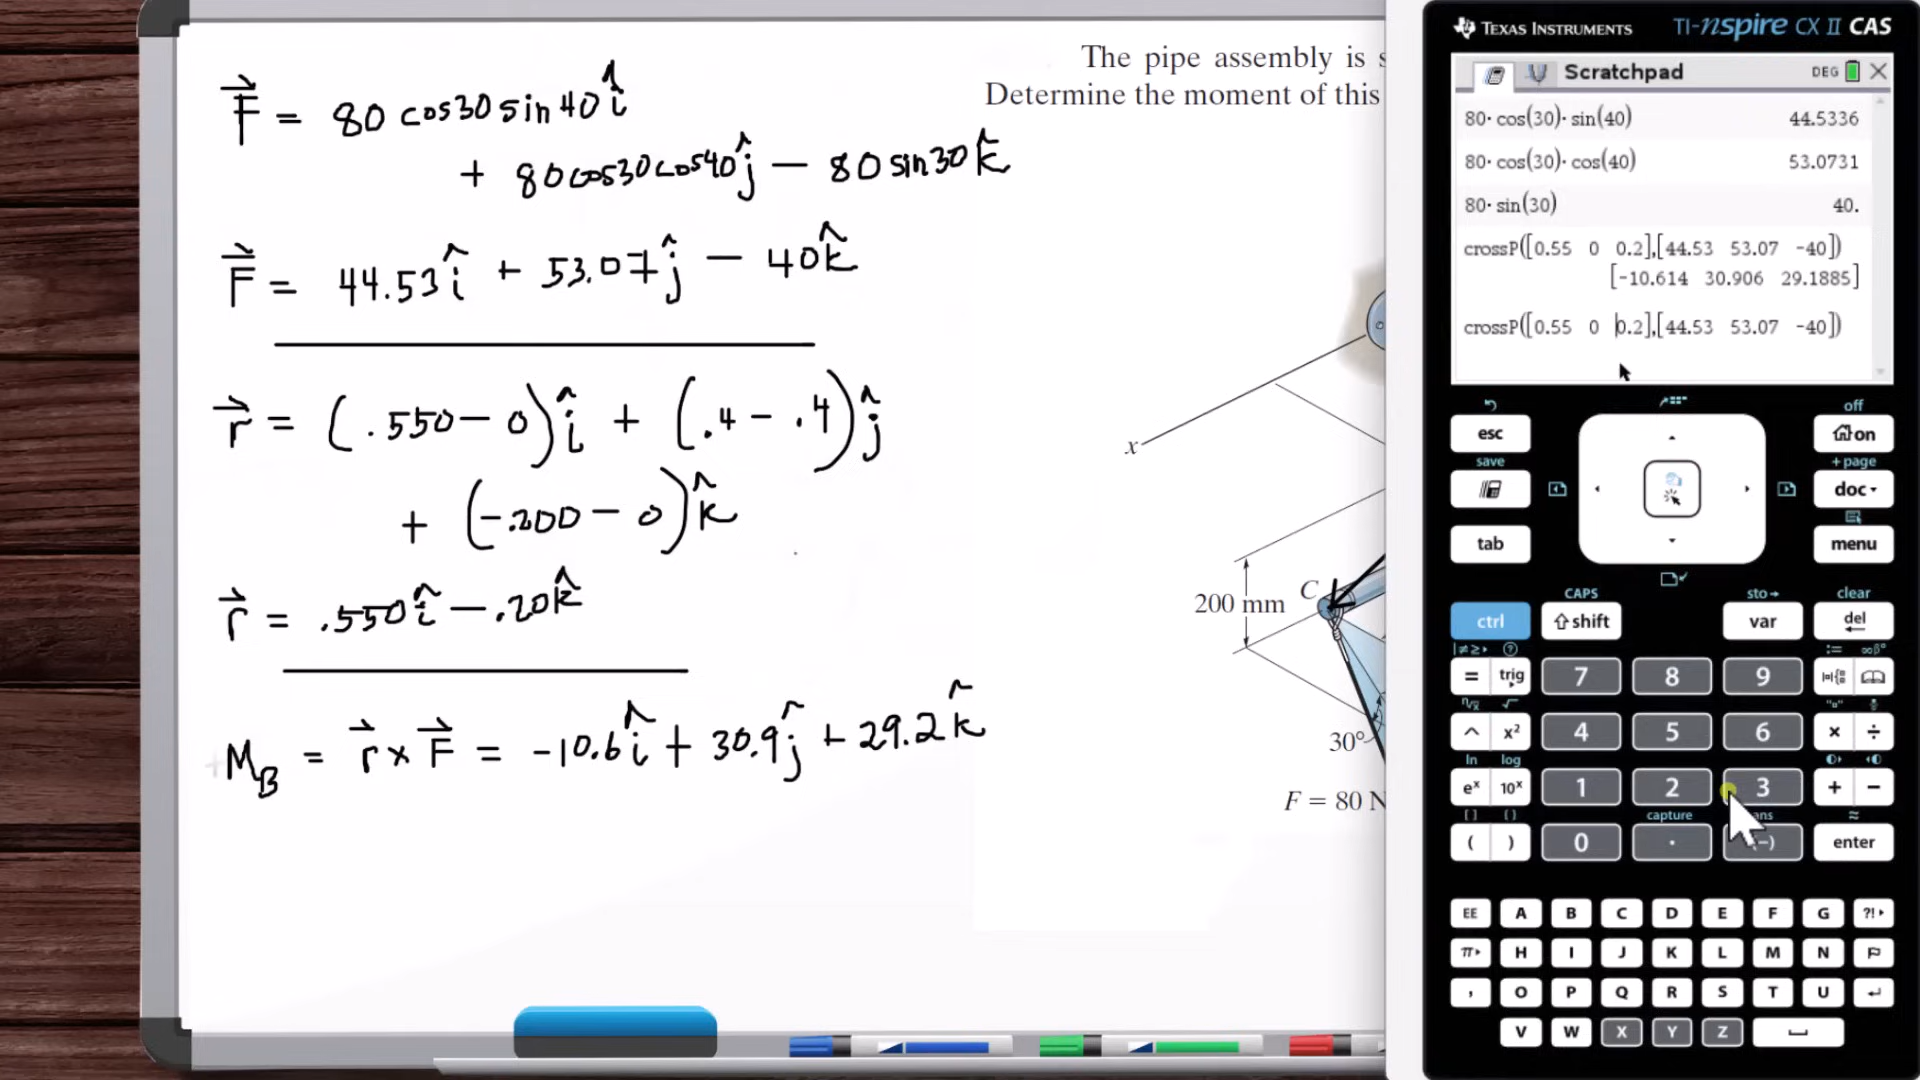 F = 80 cos30 sin 40 î
+ 80cos30cos40 ĵ − 80 sin30 k̂
F = 44.53 î + 53.07 ĵ − 40 k̂
r = (.550 − 0) î + (.4 − .4) ĵ
+ (−.200 − 0) k̂
r = .550 î − .20 k̂
M_B = r × F = −10.6 î + 30.9 ĵ + 29.2 k̂
The pipe assembly is s
Determine the moment of this
x
200 mm
C
30°
F = 80 N
TEXAS INSTRUMENTS TI-nspire CX II CAS
Scratchpad DEG
80·cos(30)·sin(40) 44.5336
80·cos(30)·cos(40) 53.0731
80·sin(30) 40.
crossP([0.55 0 0.2],[44.53 53.07 -40])
[-10.614 30.906 29.1885]
crossP([0.55 0 0.2],[44.53 53.07 -40])
off
esc on
save + page
doc
tab menu
CAPS sto→ clear
ctrl shift var del
|≠≥▸ ? := ∞β°
= trig 7 8 9
ⁿ√x √
^ x² 4 5 6 × ÷
ln log
eˣ 10ˣ 1 2 3 + −
[ ] { } capture ans ≈
( ) 0 . (−) enter
EE A B C D E F G ?!▸
π▸ H I J K L M N
, O P Q R S T U
V W X Y Z